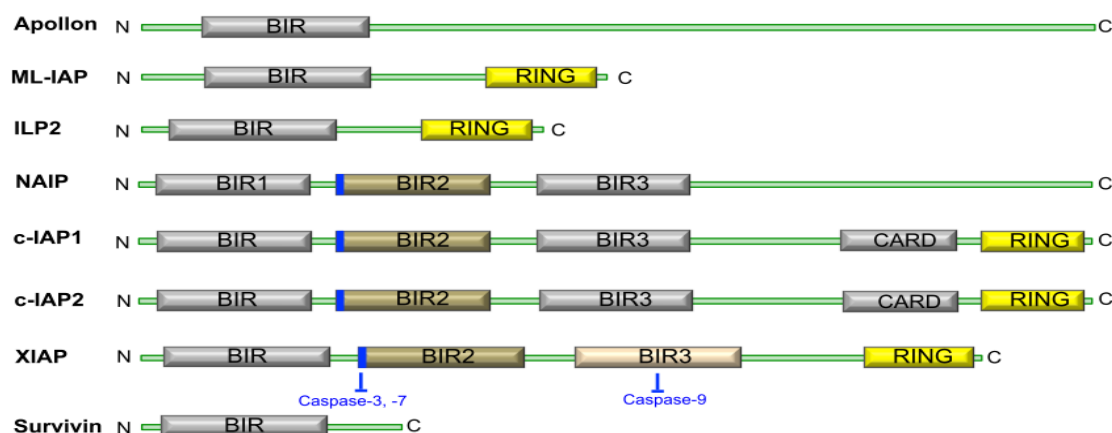 Apollon N BIR C
ML-IAP N BIR RING C
ILP2 N BIR RING C
NAIP N BIR1 BIR2 BIR3 C
c-IAP1 N BIR BIR2 BIR3 CARD RING C
c-IAP2 N BIR BIR2 BIR3 CARD RING C
XIAP N BIR BIR2 BIR3 RING C
Caspase-3, -7 Caspase-9
Survivin N BIR C